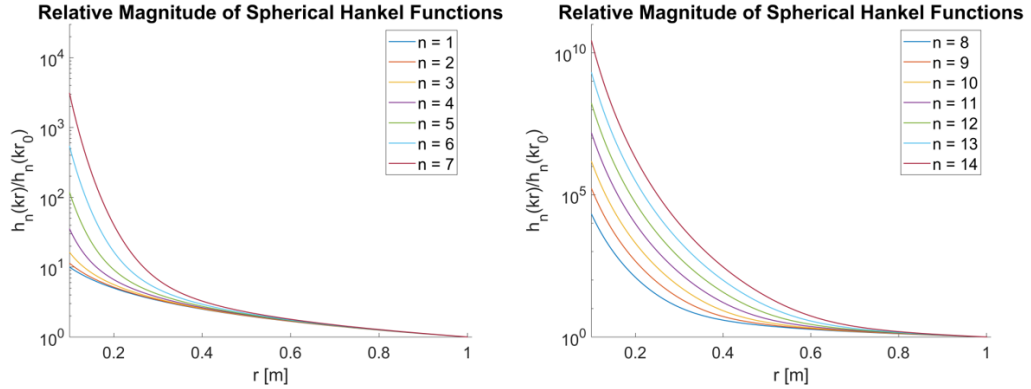 Relative Magnitude of Spherical Hankel Functions
10^4
10^3
10^2
10^1
10^0
h_n(kr)/h_n(kr_0)
0.2 0.4 0.6 0.8 1
r [m]
n = 1
n = 2
n = 3
n = 4
n = 5
n = 6
n = 7
Relative Magnitude of Spherical Hankel Functions
10^10
10^5
10^0
h_n(kr)/h_n(kr_0)
0.2 0.4 0.6 0.8 1
r [m]
n = 8
n = 9
n = 10
n = 11
n = 12
n = 13
n = 14